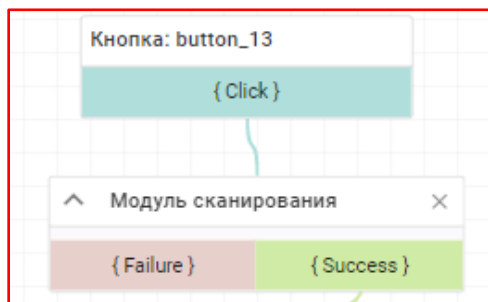 Кнопка: button_13
{ Click }
Модуль сканирования
{ Failure } { Success }